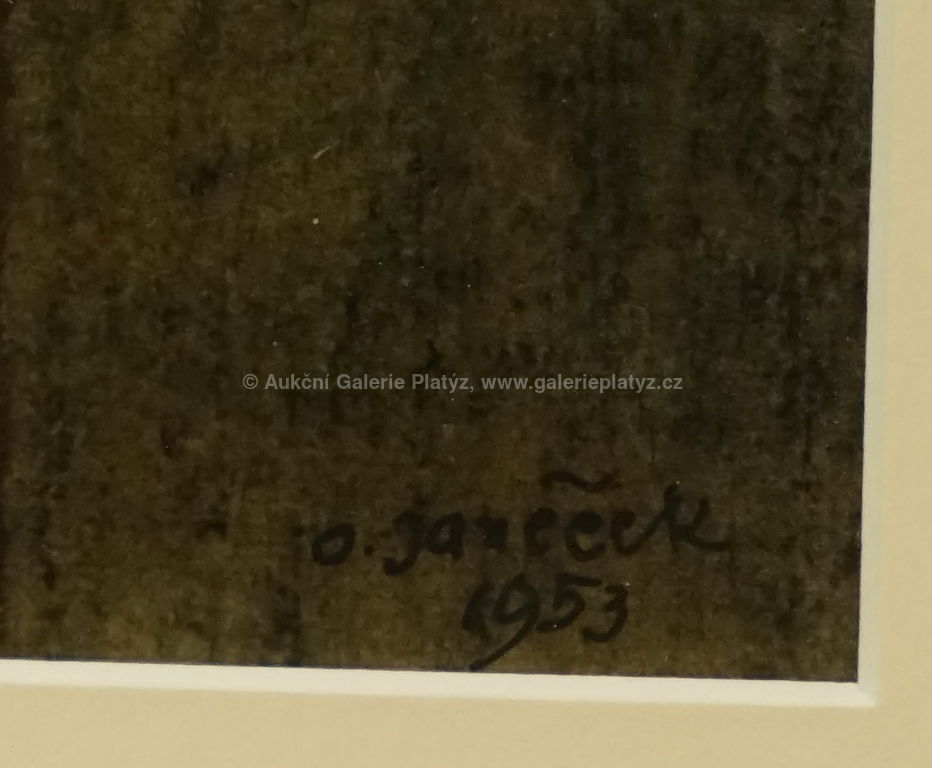 © Aukční Galerie Platýz, www.galerieplatyz.cz
o. janeček
1953